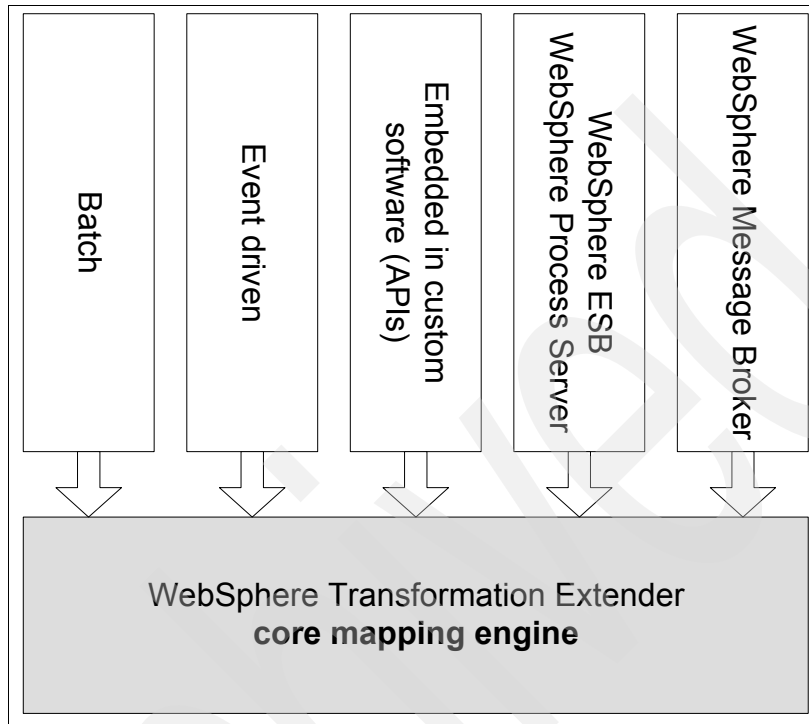 Batch
Event driven
Embedded in custom
software (APIs)
WebSphere ESB
WebSphere Process Server
WebSphere Message Broker
WebSphere Transformation Extender
core mapping engine